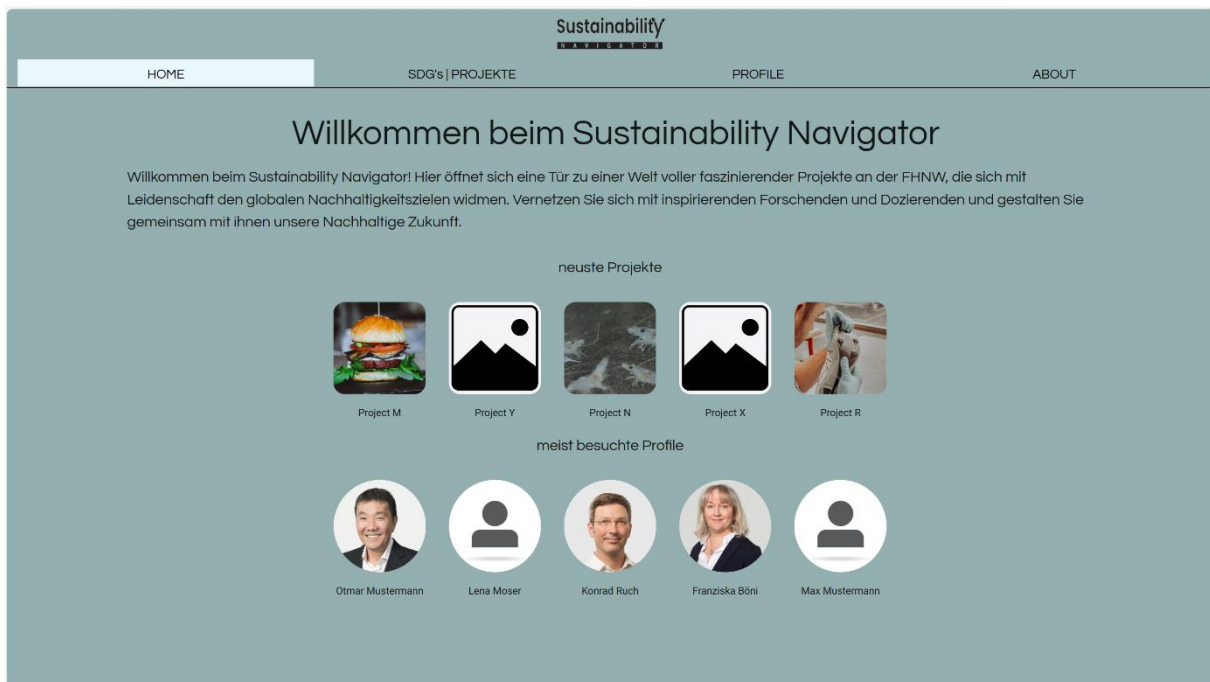 Sustainability
NAVIGATOR
HOME
SDG's | PROJEKTE
PROFILE
ABOUT
Willkommen beim Sustainability Navigator
Willkommen beim Sustainability Navigator! Hier öffnet sich eine Tür zu einer Welt voller faszinierender Projekte an der FHNW, die sich mit
Leidenschaft den globalen Nachhaltigkeitszielen widmen. Vernetzen Sie sich mit inspirierenden Forschenden und Dozierenden und gestalten Sie
gemeinsam mit ihnen unsere Nachhaltige Zukunft.
neuste Projekte
Project M
Project Y
Project N
Project X
Project R
meist besuchte Profile
Otmar Mustermann
Lena Moser
Konrad Ruch
Franziska Böni
Max Mustermann